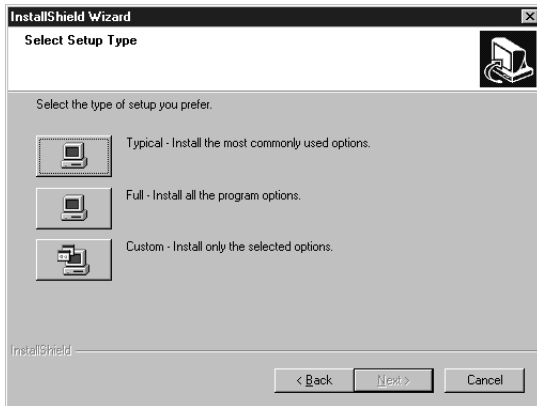 InstallShield Wizard
Select Setup Type
Select the type of setup you prefer.
Typical - Install the most commonly used options.
Full - Install all the program options.
Custom - Install only the selected options.
InstallShield
< Back
Next >
Cancel